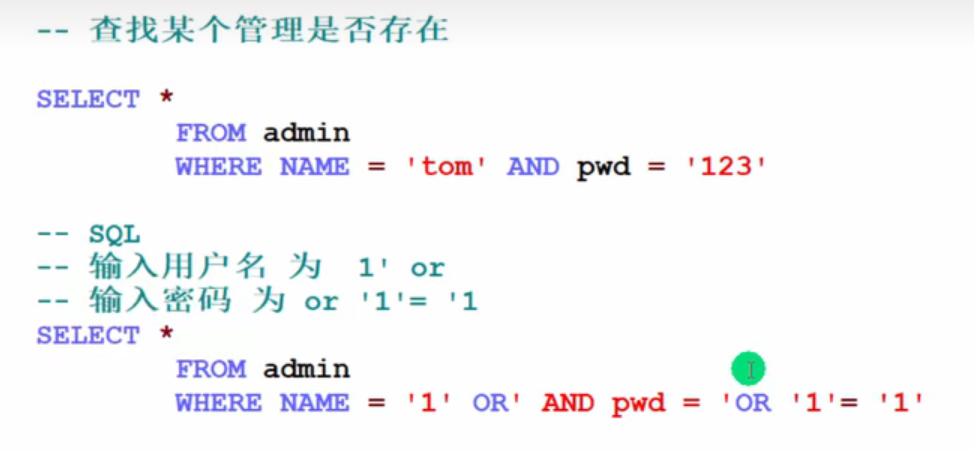 -- 查找某个管理是否存在
SELECT *
FROM admin
WHERE NAME = 'tom' AND pwd = '123'
-- SQL
-- 输入用户名 为 1' or
-- 输入密码 为 or '1'= '1
SELECT *
FROM admin
WHERE NAME = '1' OR' AND pwd = 'OR '1'= '1'